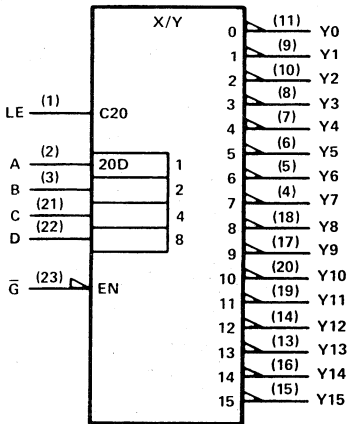 X/Y
0 (11) Y0
1 (9) Y1
2 (10) Y2
3 (8) Y3
LE (1) C20
4 (7) Y4
5 (6) Y5
A (2) 20D 1
6 (5) Y6
B (3) 2
7 (4) Y7
C (21) 4
8 (18) Y8
D (22) 8
9 (17) Y9
10 (20) Y10
G̅ (23) EN
11 (19) Y11
12 (14) Y12
13 (13) Y13
14 (16) Y14
15 (15) Y15